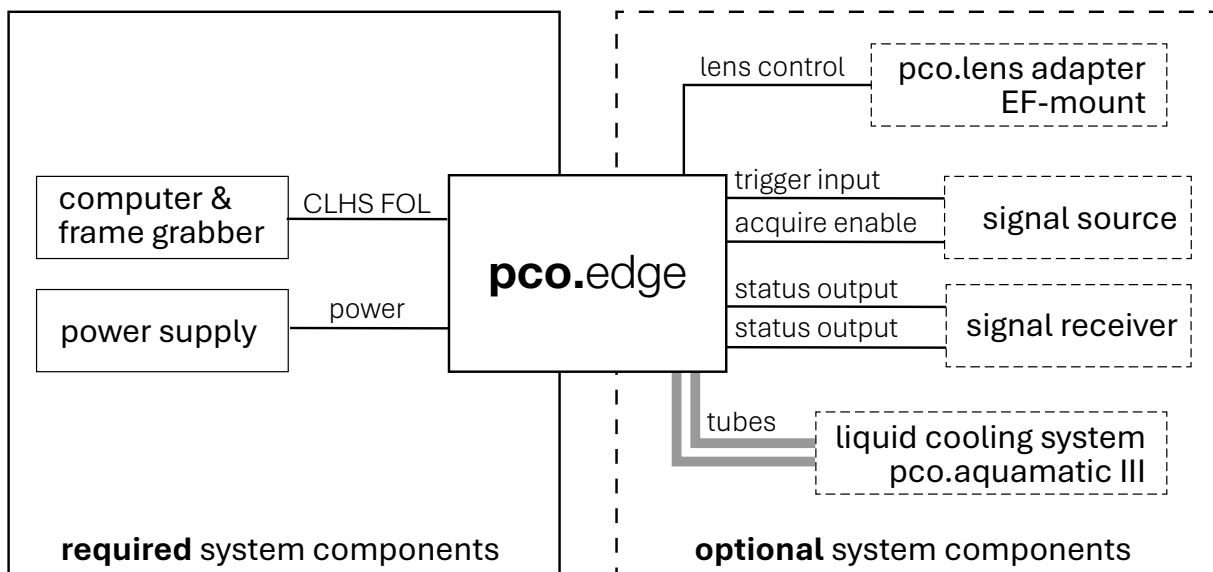 lens control
pco.lens adapter
EF-mount
computer &
frame grabber
CLHS FOL
power supply
power
pco.edge
trigger input
acquire enable
signal source
status output
status output
signal receiver
tubes
liquid cooling system
pco.aquamatic III
required system components
optional system components